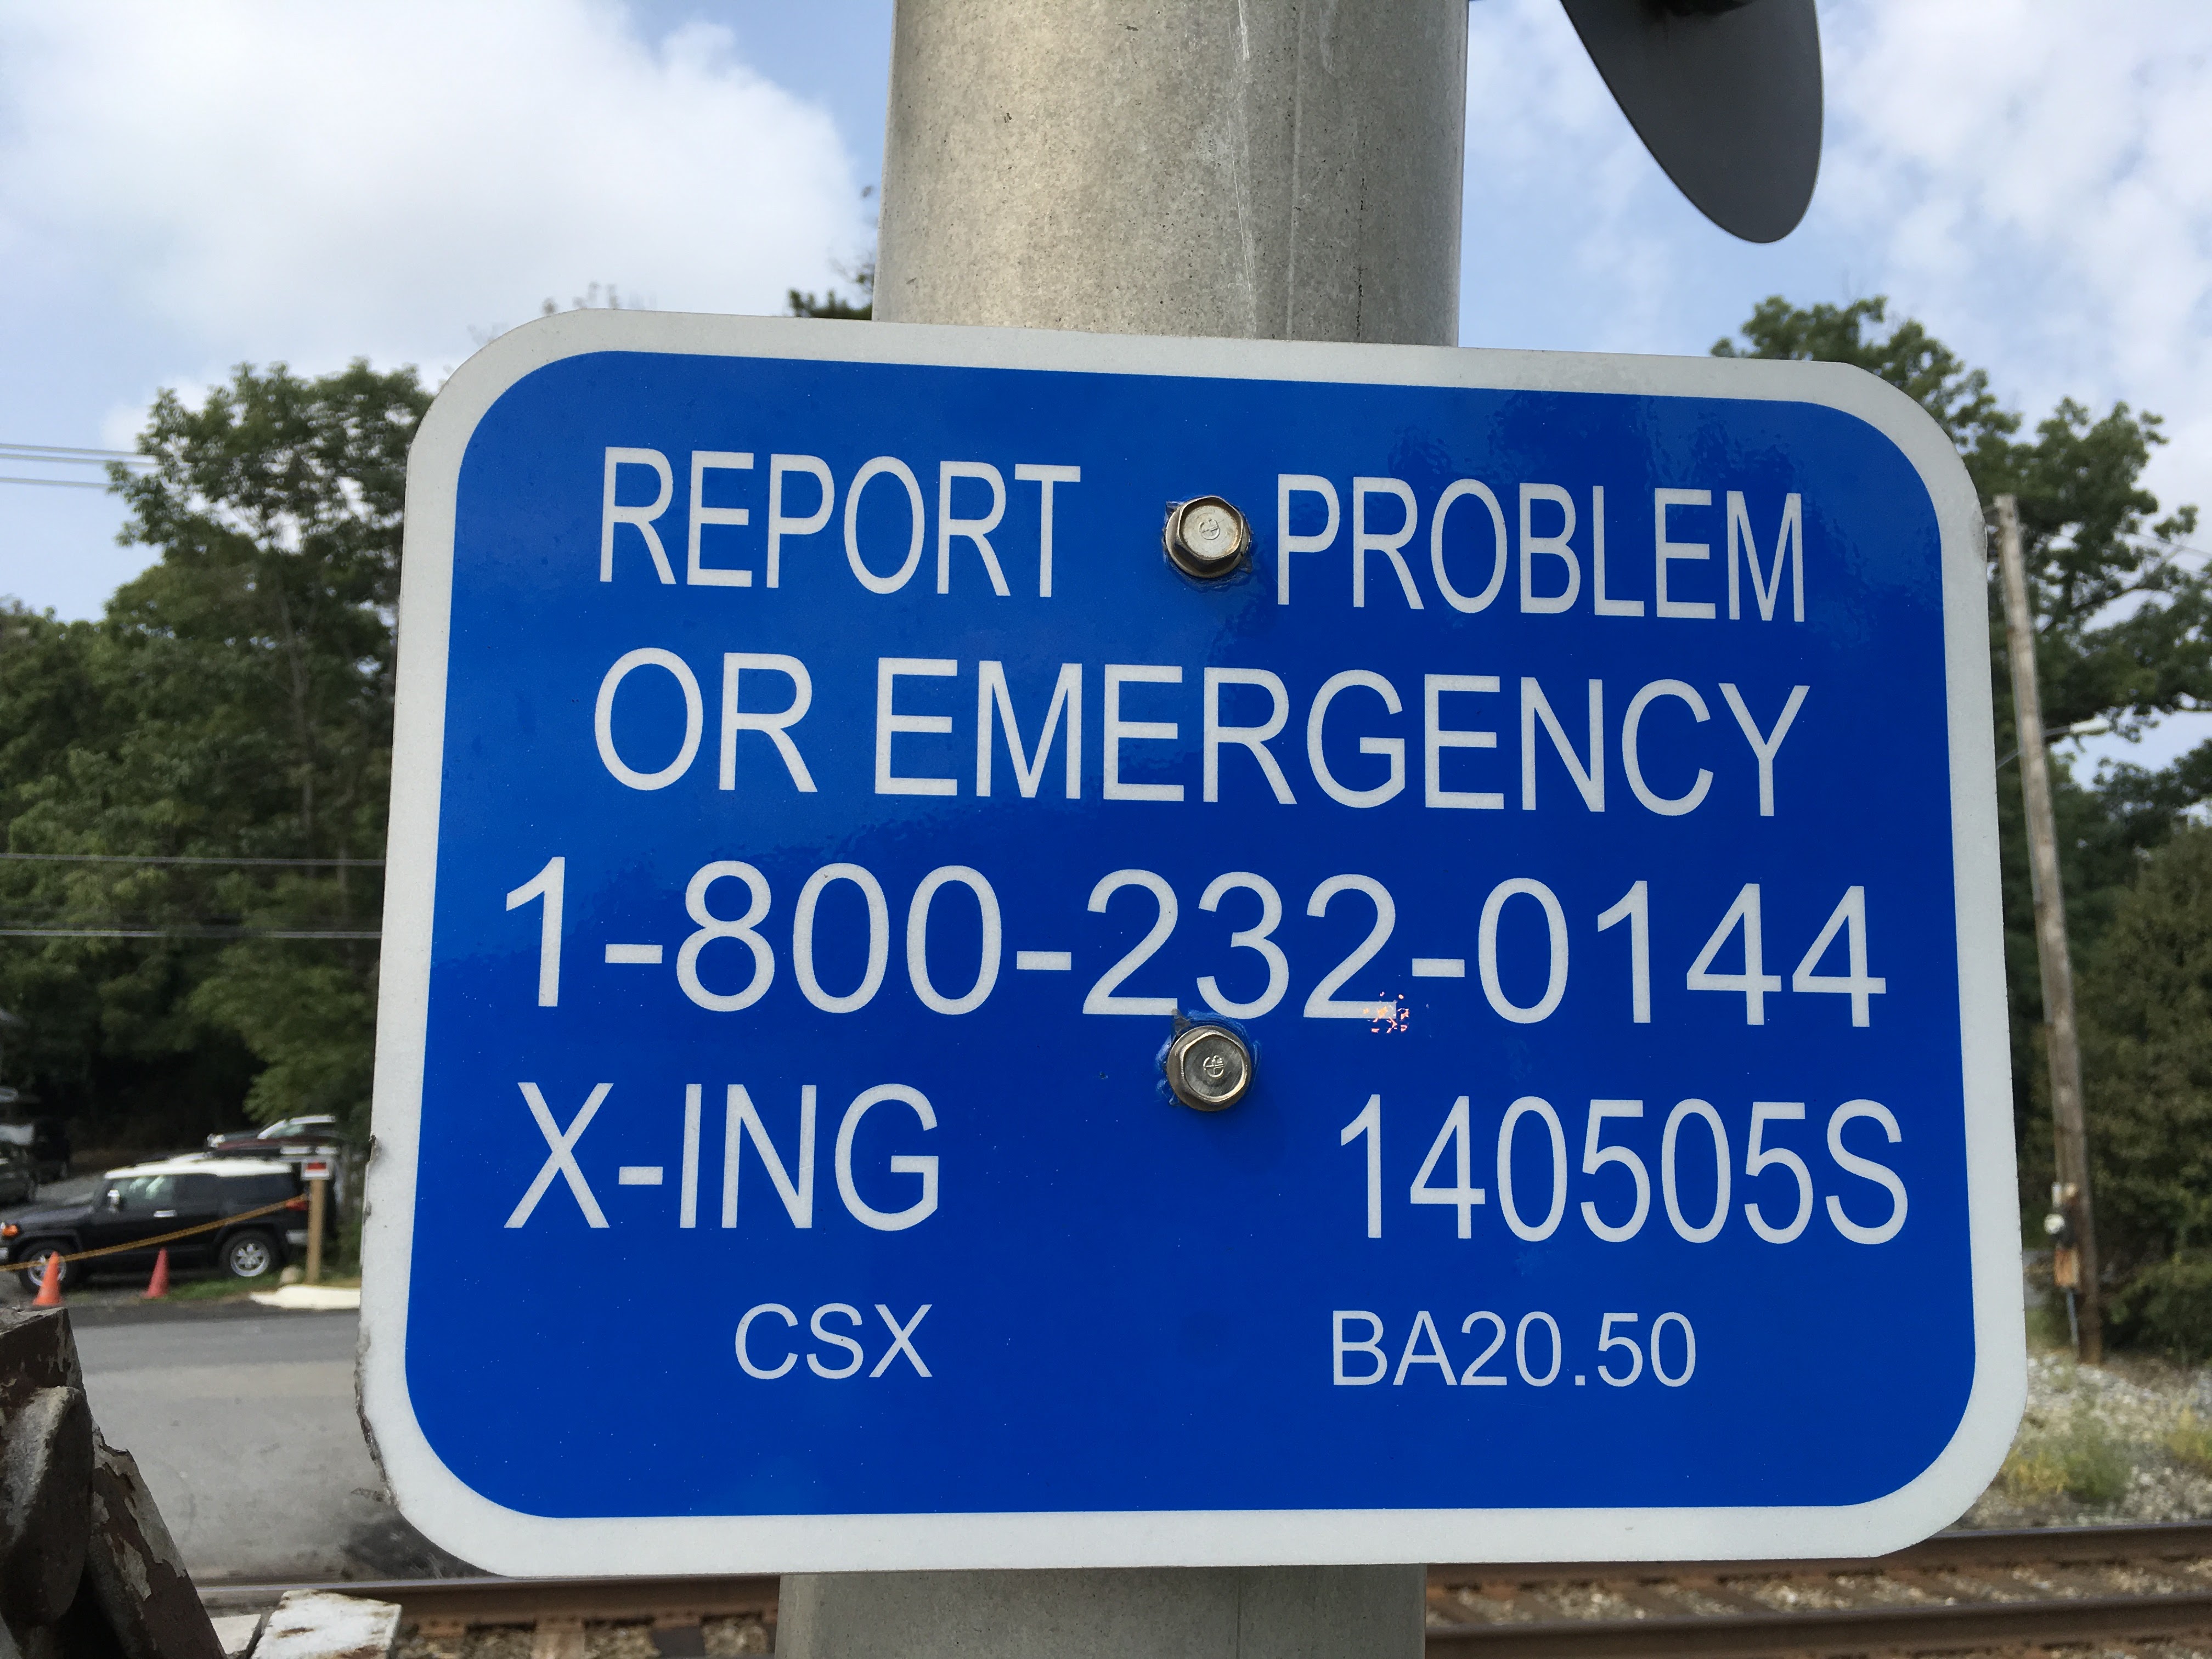 REPORT PROBLEM
OR EMERGENCY
1-800-232-0144
X-ING 140505S
CSX BA20.50